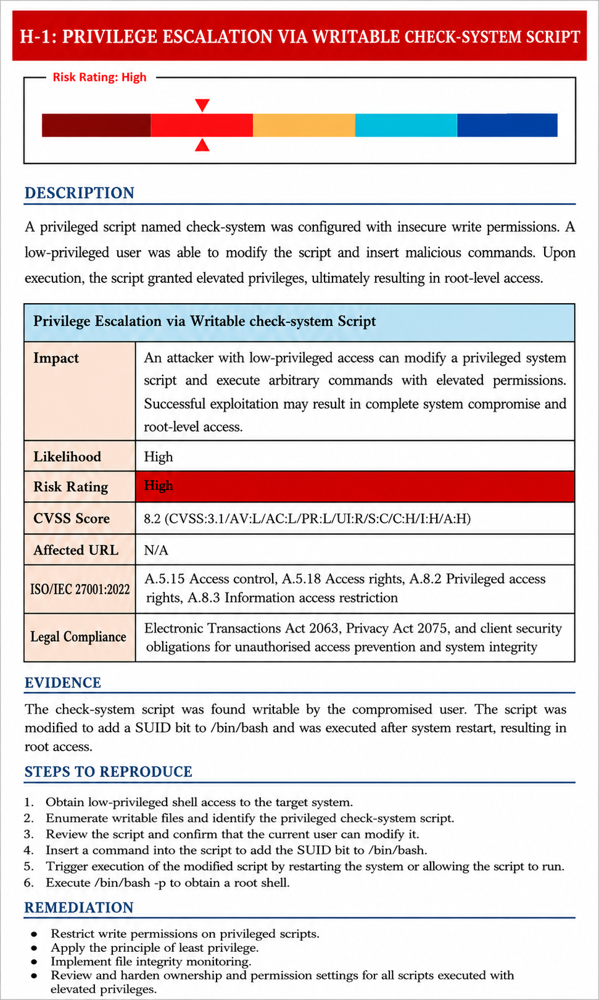 H-1: PRIVILEGE ESCALATION VIA WRITABLE CHECK-SYSTEM SCRIPT
Risk Rating: High
DESCRIPTION
A privileged script named check-system was configured with insecure write permissions. A
low-privileged user was able to modify the script and insert malicious commands. Upon
execution, the script granted elevated privileges, ultimately resulting in root-level access.
Privilege Escalation via Writable check-system Script
Impact
An attacker with low-privileged access can modify a privileged system
script and execute arbitrary commands with elevated permissions.
Successful exploitation may result in complete system compromise and
root-level access.
Likelihood
High
Risk Rating
High
CVSS Score
8.2 (CVSS:3.1/AV:L/AC:L/PR:L/UI:R/S:C/C:H/I:H/A:H)
Affected URL
N/A
ISO/IEC 27001:2022
A.5.15 Access control, A.5.18 Access rights, A.8.2 Privileged access
rights, A.8.3 Information access restriction
Legal Compliance
Electronic Transactions Act 2063, Privacy Act 2075, and client security
obligations for unauthorised access prevention and system integrity
EVIDENCE
The check-system script was found writable by the compromised user. The script was
modified to add a SUID bit to /bin/bash and was executed after system restart, resulting in
root access.
STEPS TO REPRODUCE
1. Obtain low-privileged shell access to the target system.
2. Enumerate writable files and identify the privileged check-system script.
3. Review the script and confirm that the current user can modify it.
4. Insert a command into the script to add the SUID bit to /bin/bash.
5. Trigger execution of the modified script by restarting the system or allowing the script to run.
6. Execute /bin/bash -p to obtain a root shell.
REMEDIATION
● Restrict write permissions on privileged scripts.
● Apply the principle of least privilege.
● Implement file integrity monitoring.
● Review and harden ownership and permission settings for all scripts executed with
elevated privileges.